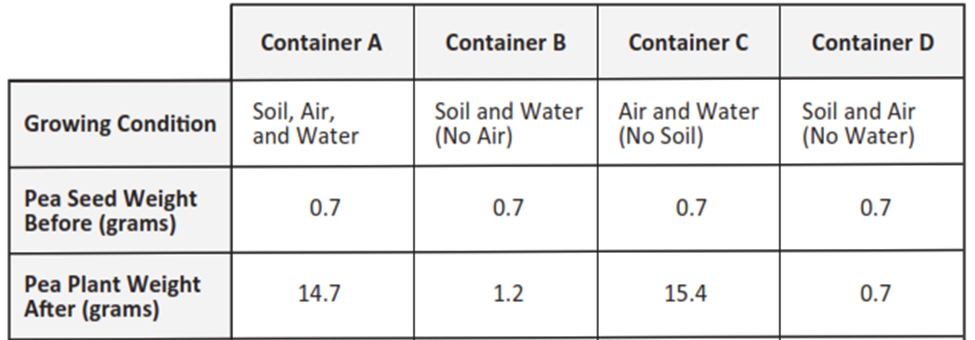 Container A Container B Container C Container D
Growing Condition
Soil, Air,
and Water
Soil and Water
(No Air)
Air and Water
(No Soil)
Soil and Air
(No Water)
Pea Seed Weight
Before (grams)
0.7 0.7 0.7 0.7
Pea Plant Weight
After (grams)
14.7 1.2 15.4 0.7